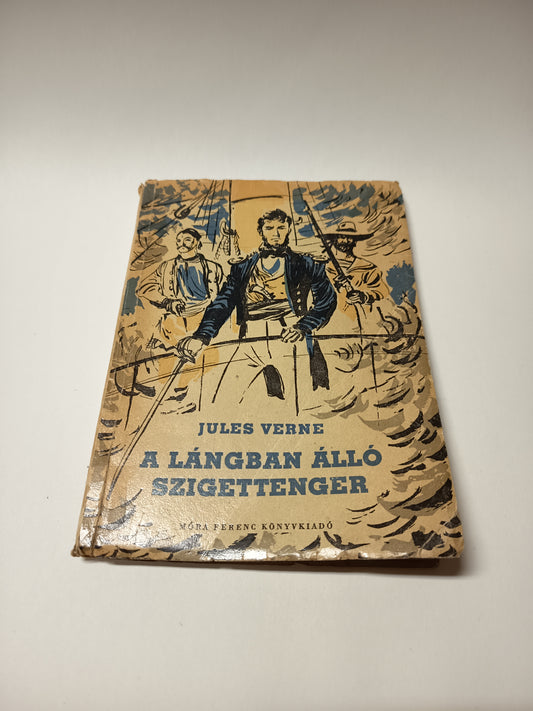 JULES VERNE
A LÁNGBAN ÁLLÓ
SZIGETTENGER
MÓRA FERENC KÖNYVKIADÓ